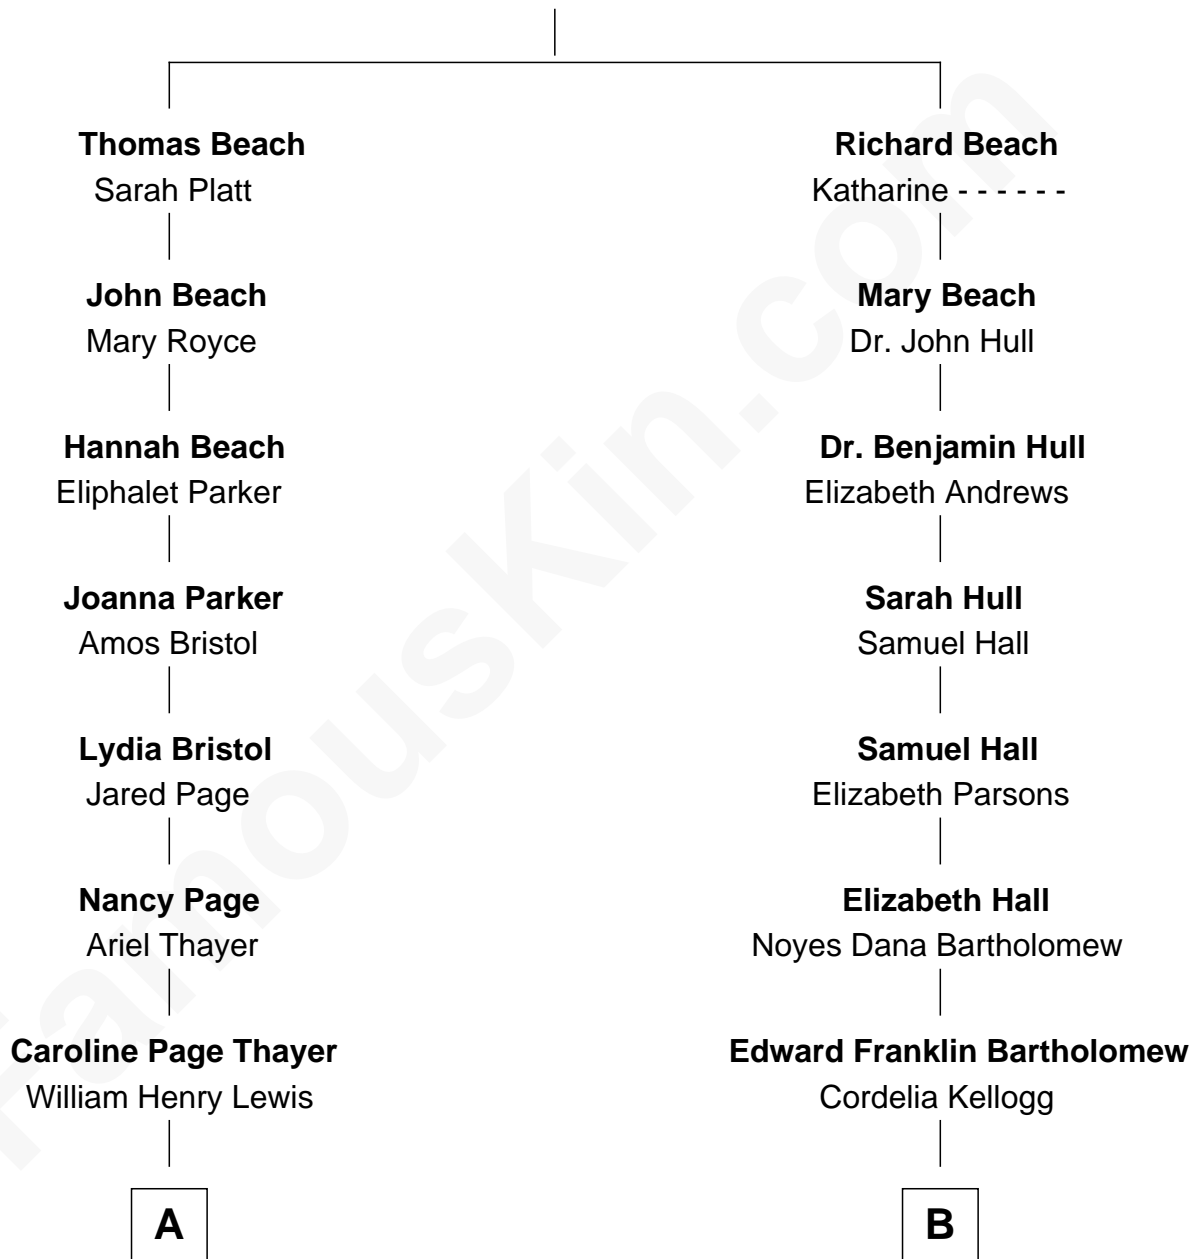 Thomas Beach
Sarah Platt
John Beach
Mary Royce
Hannah Beach
Eliphalet Parker
Joanna Parker
Amos Bristol
Lydia Bristol
Jared Page
Nancy Page
Ariel Thayer
Caroline Page Thayer
William Henry Lewis
A
Richard Beach
Katharine - - - - - -
Mary Beach
Dr. John Hull
Dr. Benjamin Hull
Elizabeth Andrews
Sarah Hull
Samuel Hall
Samuel Hall
Elizabeth Parsons
Elizabeth Hall
Noyes Dana Bartholomew
Edward Franklin Bartholomew
Cordelia Kellogg
B
FamousKin.com